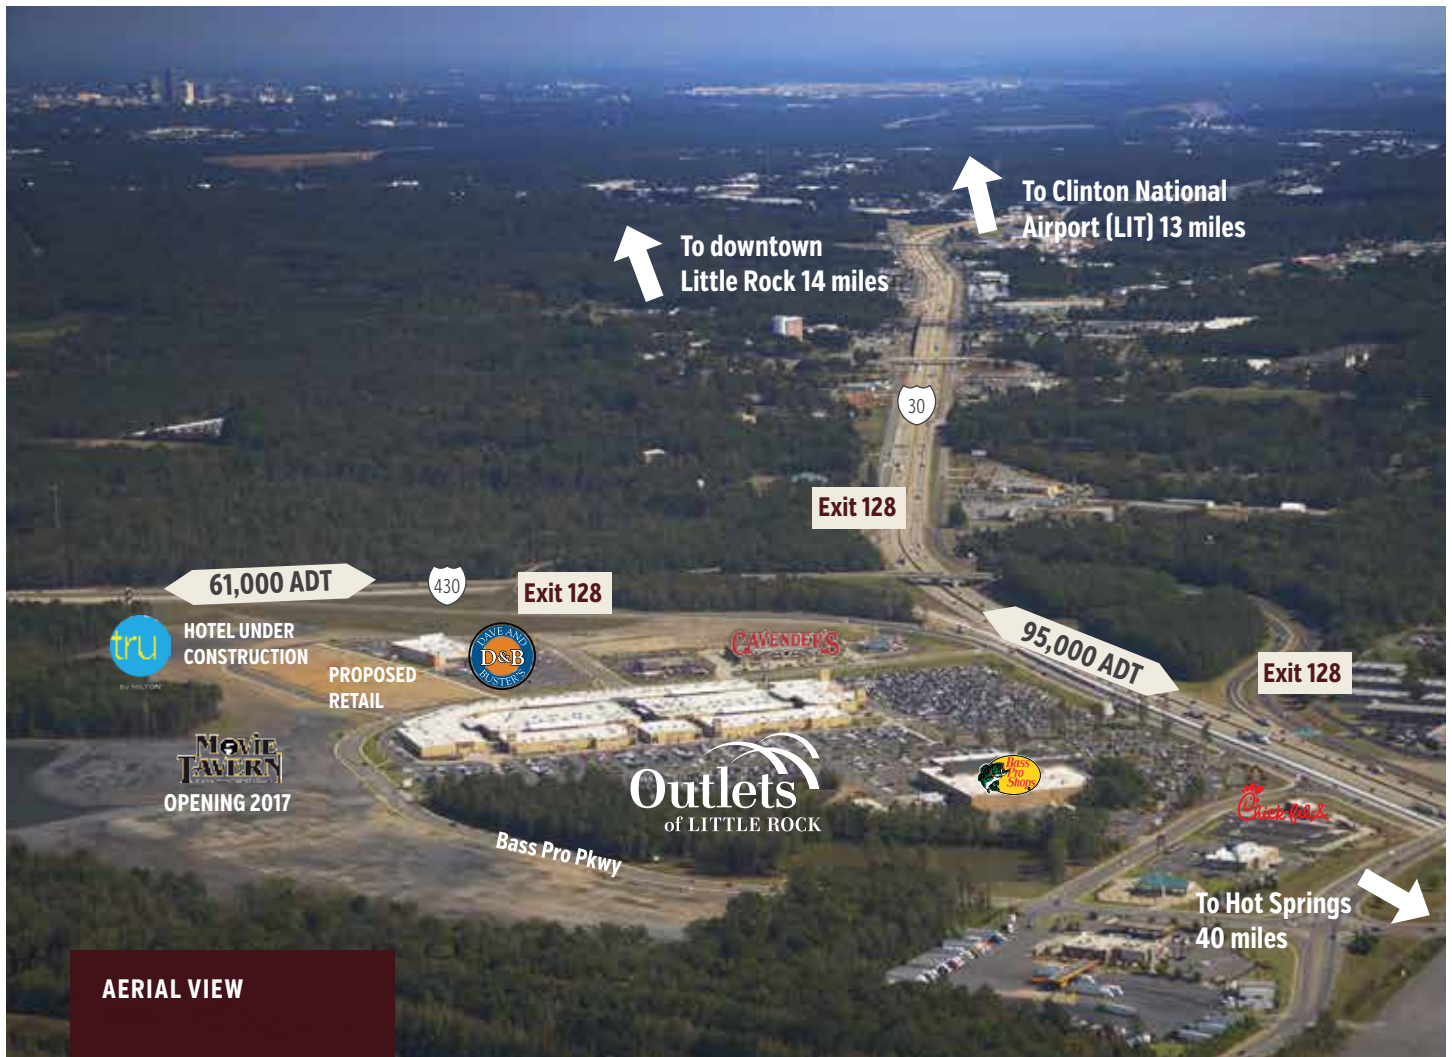 To Clinton National
Airport (LIT) 13 miles
To downtown
Little Rock 14 miles
30
Exit 128
61,000 ADT
430
Exit 128
tru
by HILTON
HOTEL UNDER
CONSTRUCTION
PROPOSED
RETAIL
DAVE AND
D&B
BUSTER'S
CAVENDER'S
95,000 ADT
Exit 128
MOVIE
TAVERN
OPENING 2017
Outlets
of LITTLE ROCK
Bass
Pro
Shops
Chick-fil-A
Bass Pro Pkwy
To Hot Springs
40 miles
AERIAL VIEW